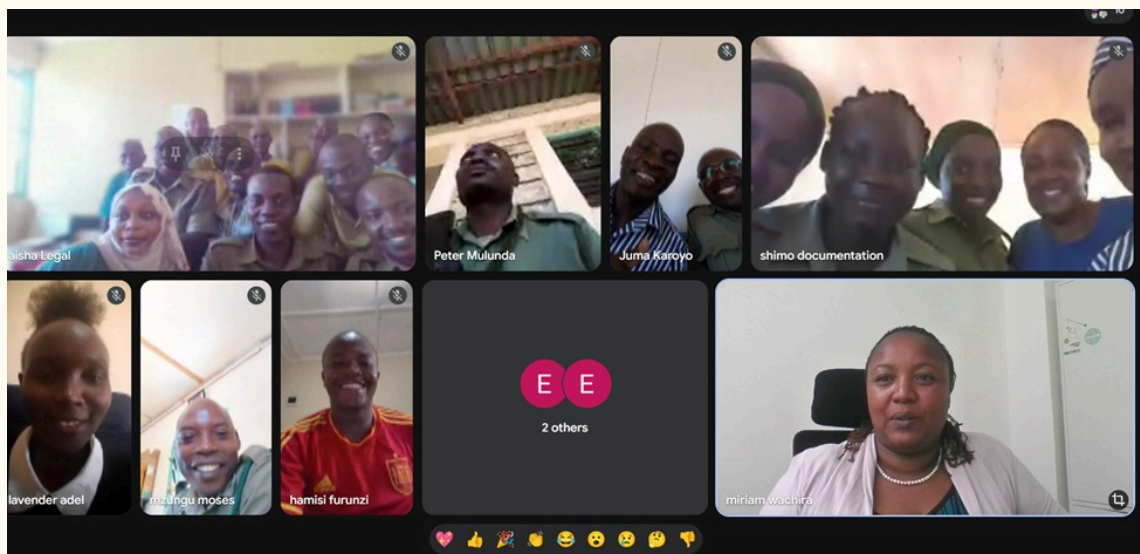 aisha Legal
Peter Mulunda
Juma Karoyo
shimo documentation
lavender adel
mzungu moses
hamisi furunzi
E E
2 others
miriam wachira